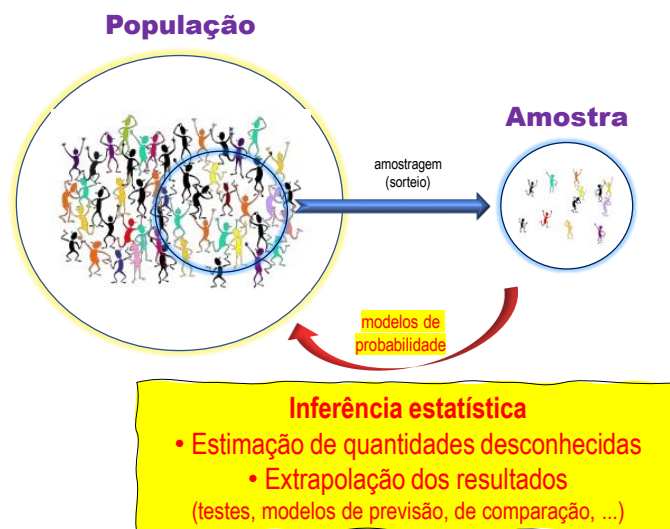 População
Amostra
amostragem
(sorteio)
modelos de
probabilidade
Inferência estatística
• Estimação de quantidades desconhecidas
• Extrapolação dos resultados
(testes, modelos de previsão, de comparação, ...)